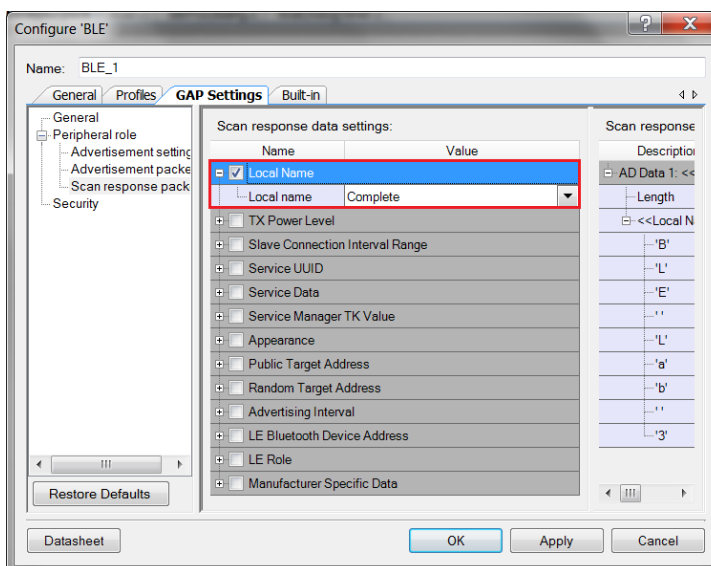 Configure 'BLE'
Name: BLE_1
General Profiles GAP Settings Built-in
General
Peripheral role
Advertisement setting
Advertisement packe
Scan response pack
Security
Restore Defaults
Scan response data settings:
Name Value
Local Name
Local name Complete
TX Power Level
Slave Connection Interval Range
Service UUID
Service Data
Service Manager TK Value
Appearance
Public Target Address
Random Target Address
Advertising Interval
LE Bluetooth Device Address
LE Role
Manufacturer Specific Data
Scan response
Description
AD Data 1: <<
Length
<<Local N
'B'
'L'
'E'
' '
'L'
'a'
'b'
' '
'3'
Datasheet OK Apply Cancel